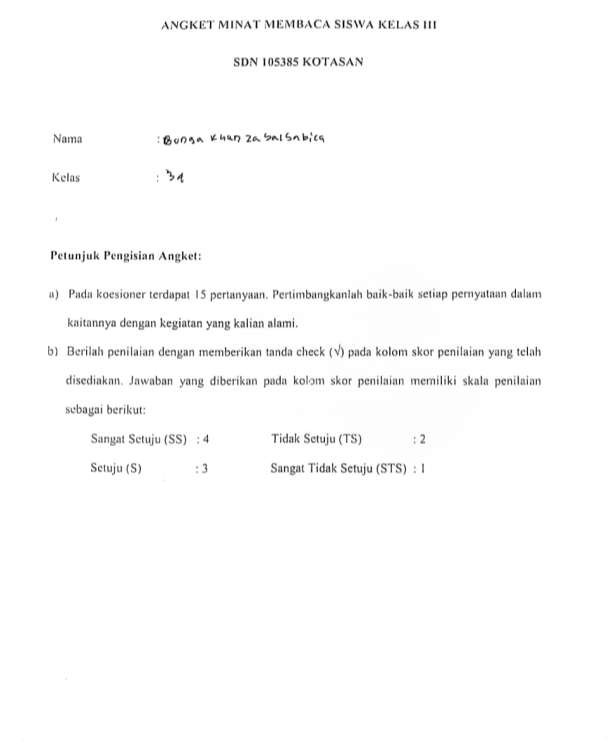 ANGKET MINAT MEMBACA SISWA KELAS III
SDN 105385 KOTASAN
Nama : Bunga Khan za salsabica
Kelas : 3A
Petunjuk Pengisian Angket:
a) Pada koesioner terdapat 15 pertanyaan. Pertimbangkanlah baik-baik setiap pernyataan dalam
kaitannya dengan kegiatan yang kalian alami.
b) Berilah penilaian dengan memberikan tanda check (√) pada kolom skor penilaian yang telah
disediakan. Jawaban yang diberikan pada kolom skor penilaian memiliki skala penilaian
sebagai berikut:
Sangat Setuju (SS) : 4 Tidak Setuju (TS) : 2
Setuju (S) : 3 Sangat Tidak Setuju (STS) : 1